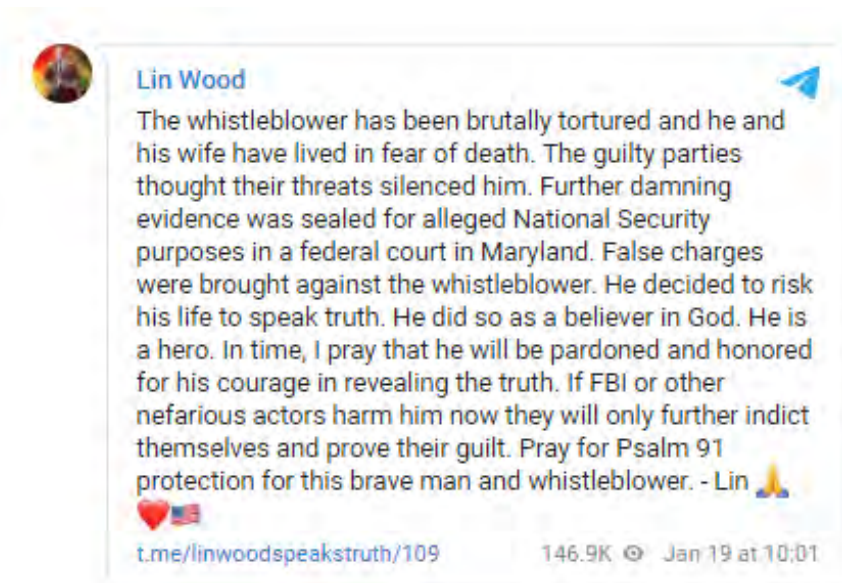 Lin Wood
The whistleblower has been brutally tortured and he and
his wife have lived in fear of death. The guilty parties
thought their threats silenced him. Further damning
evidence was sealed for alleged National Security
purposes in a federal court in Maryland. False charges
were brought against the whistleblower. He decided to risk
his life to speak truth. He did so as a believer in God. He is
a hero. In time, I pray that he will be pardoned and honored
for his courage in revealing the truth. If FBI or other
nefarious actors harm him now they will only further indict
themselves and prove their guilt. Pray for Psalm 91
protection for this brave man and whistleblower. - Lin 🙏
❤️🇺🇸
t.me/linwoodspeakstruth/109 146.9K Jan 19 at 10:01